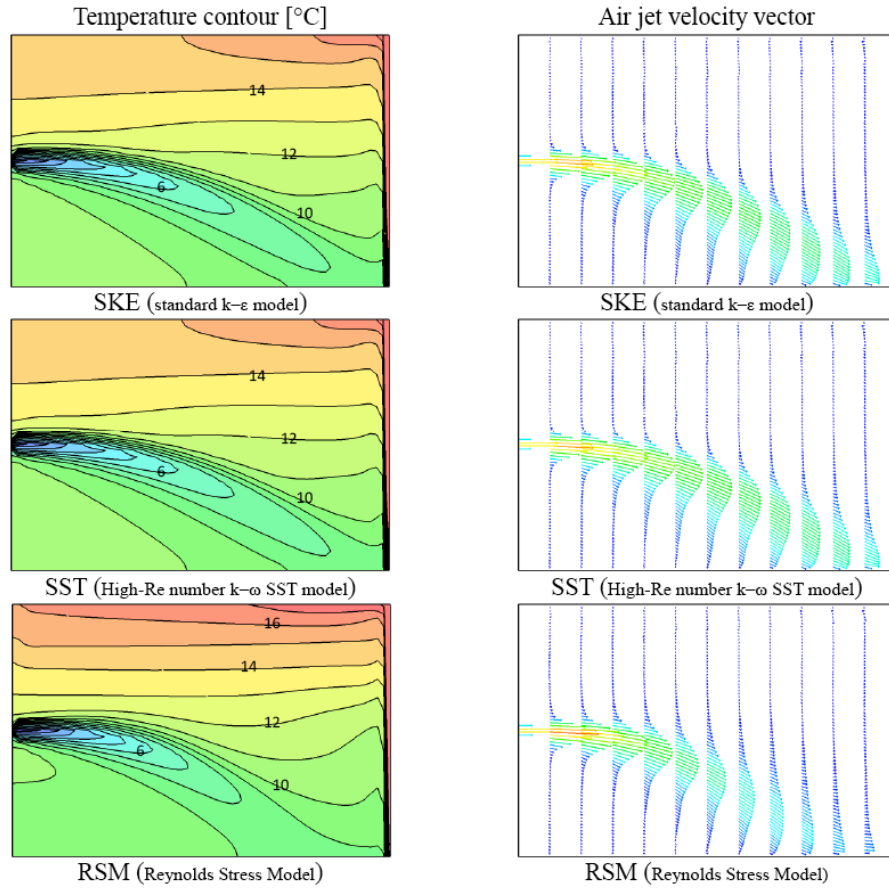 Temperature contour [°C]
Air jet velocity vector
14
12
6
10
SKE (standard k–ε model)
SKE (standard k–ε model)
14
12
6
10
SST (High-Re number k–ω SST model)
SST (High-Re number k–ω SST model)
16
14
12
6
10
RSM (Reynolds Stress Model)
RSM (Reynolds Stress Model)